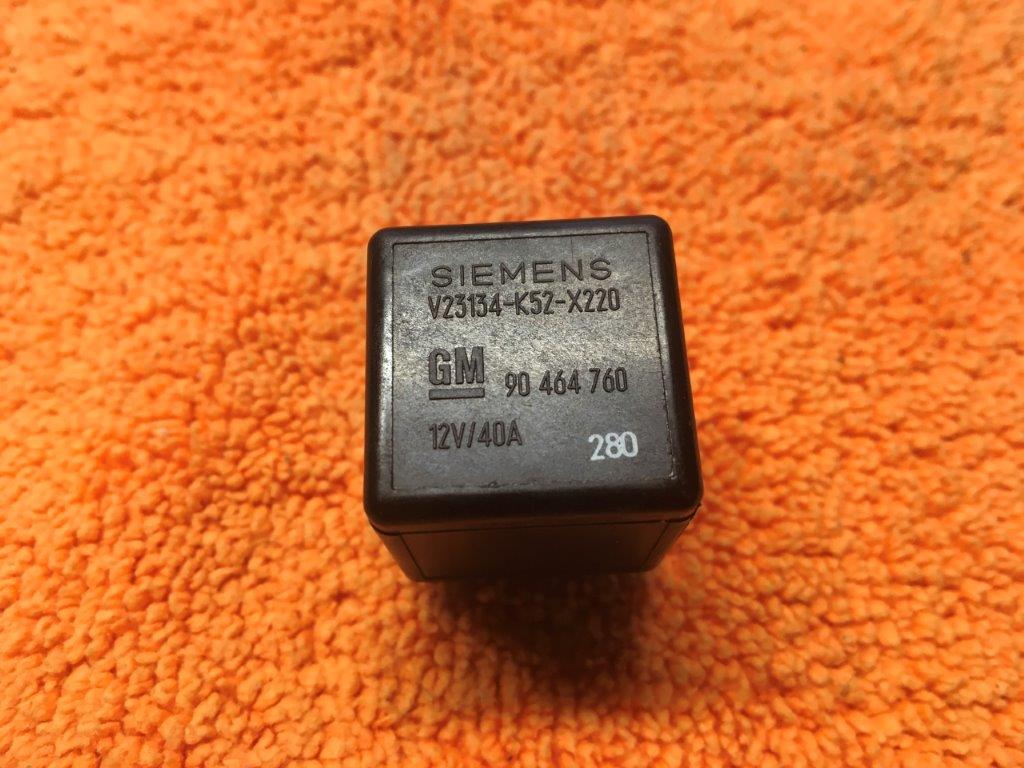 SIEMENS
V23134-K52-X220
GM 90 464 760
12V/40A 280